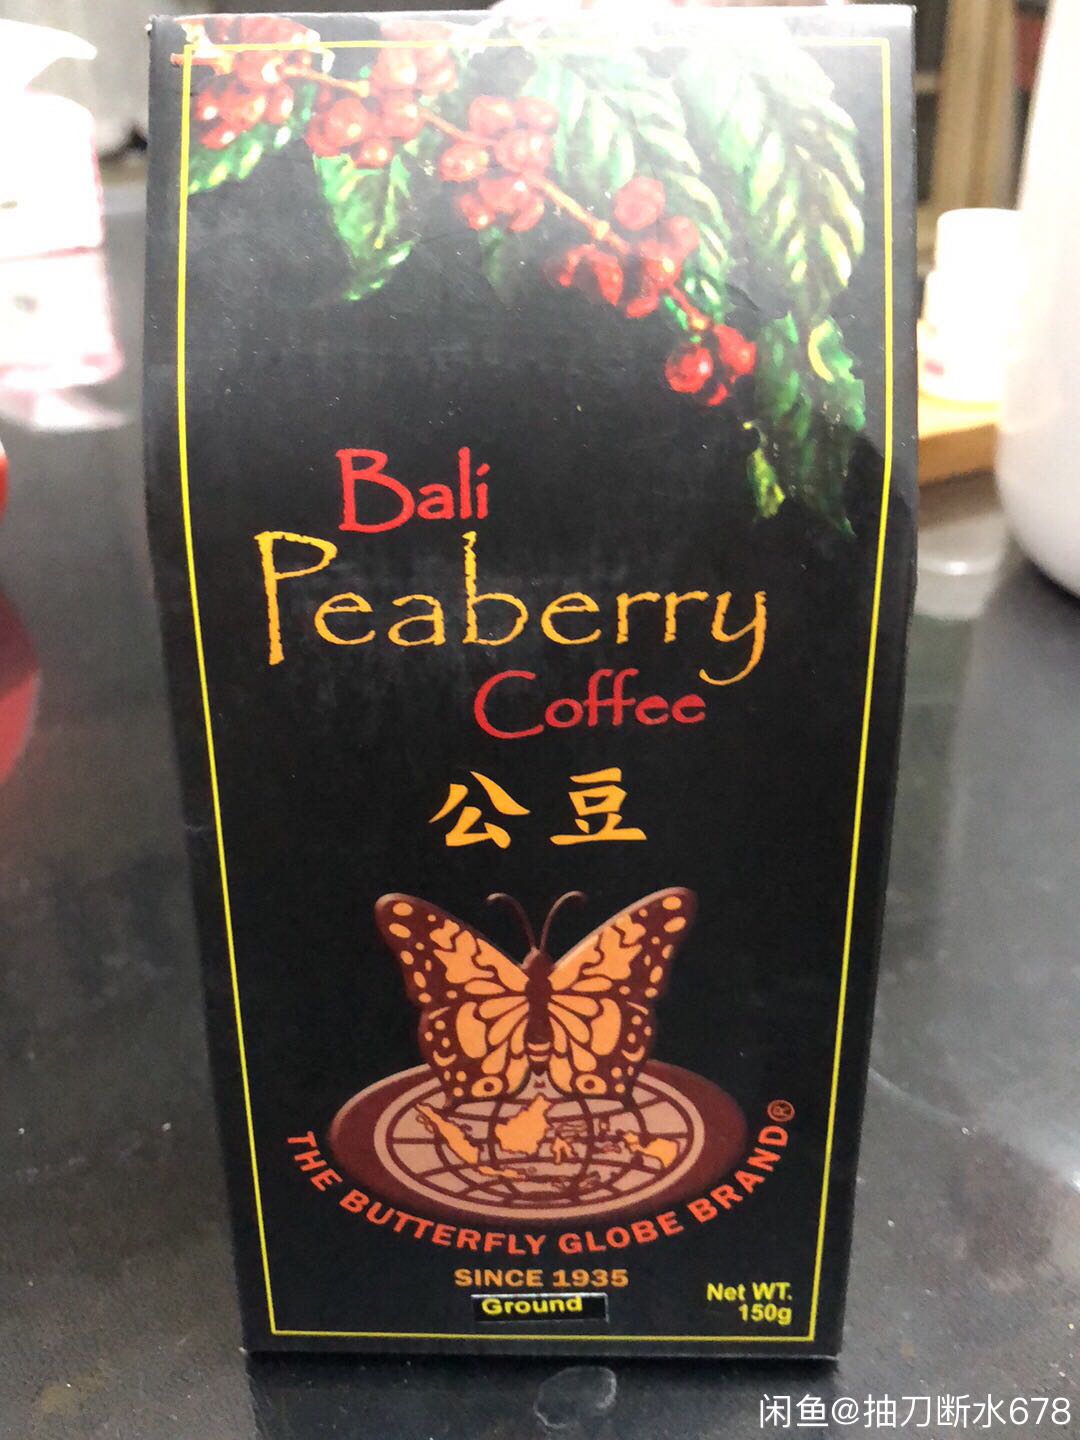 Bali
Peaberry
Coffee
公豆
THE BUTTERFLY GLOBE BRAND®
SINCE 1935
Ground
Net WT.
150g
闲鱼@抽刀断水678